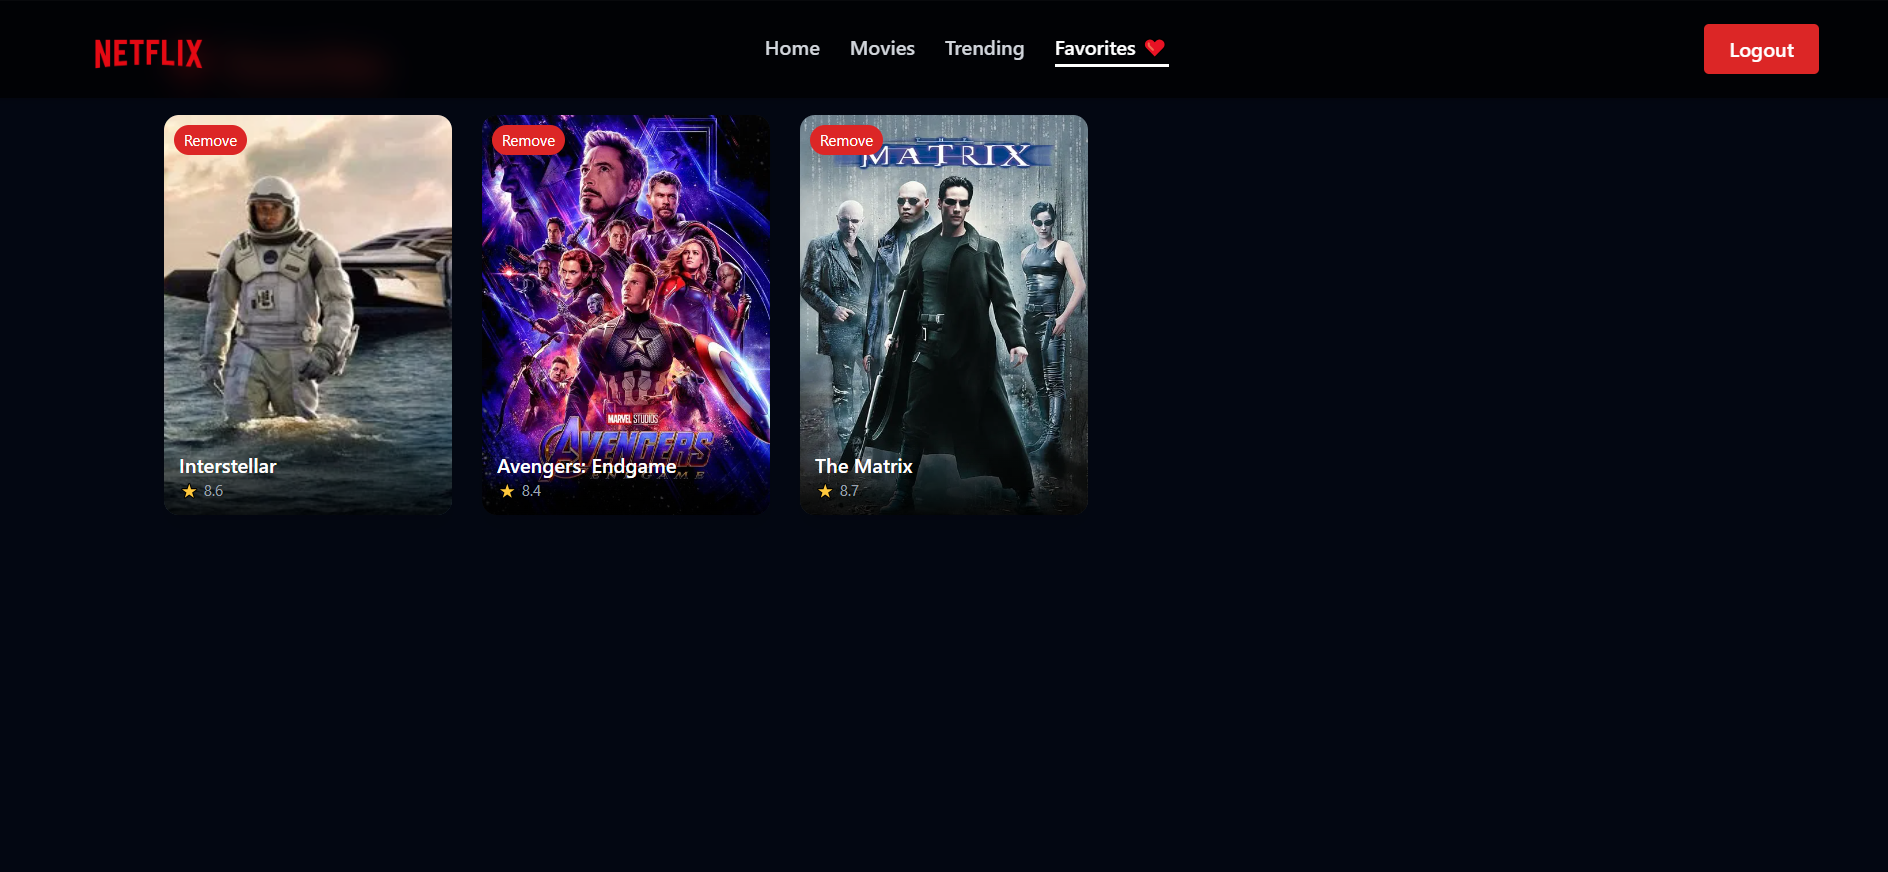 NETFLIX
Home Movies Trending Favorites
Logout
Remove
Remove
Remove
MATRIX
MARVEL STUDIOS
AVENGERS
ENDGAME
Interstellar
Avengers: Endgame
The Matrix
8.6
8.4
8.7